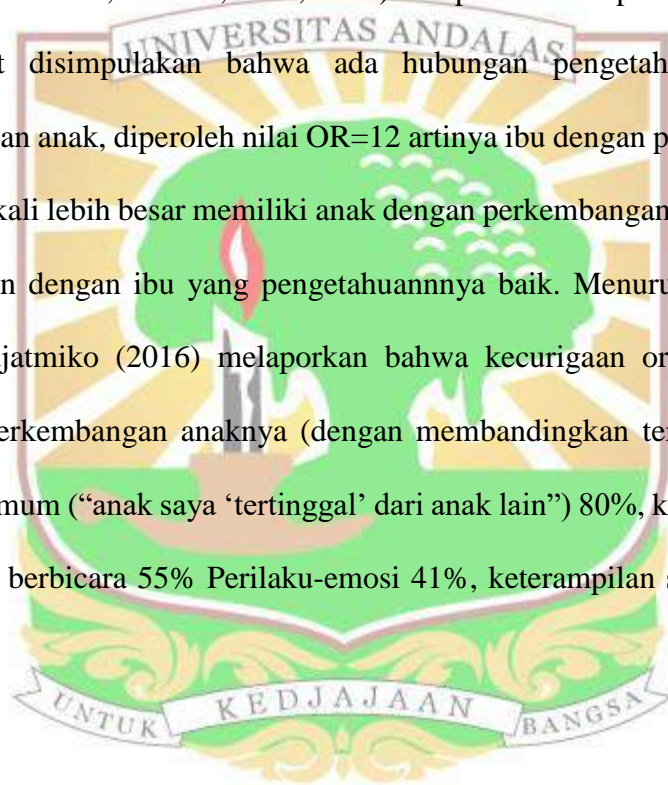 UNIVERSITAS ANDALAS
t disimpulakan bahwa ada hubungan pengetah
an anak, diperoleh nilai OR=12 artinya ibu dengan p
kali lebih besar memiliki anak dengan perkembangan
n dengan ibu yang pengetahuannnya baik. Menuru
jatmiko (2016) melaporkan bahwa kecurigaan or
erkembangan anaknya (dengan membandingkan ter
mum (“anak saya ‘tertinggal’ dari anak lain”) 80%, k
berbicara 55% Perilaku-emosi 41%, keterampilan s
UNTUK KEDJAJAAN BANGSA